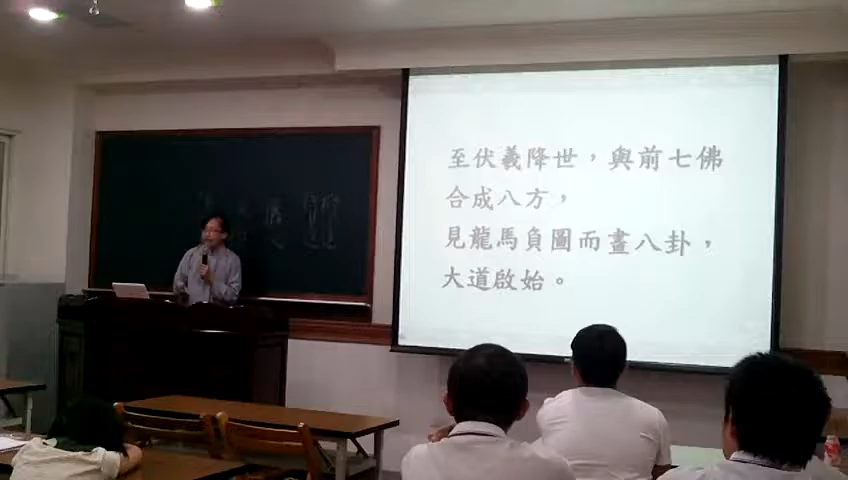 至伏羲降世，與前七佛
合成八方，
見龍馬負圖而畫八卦，
大道啟始。